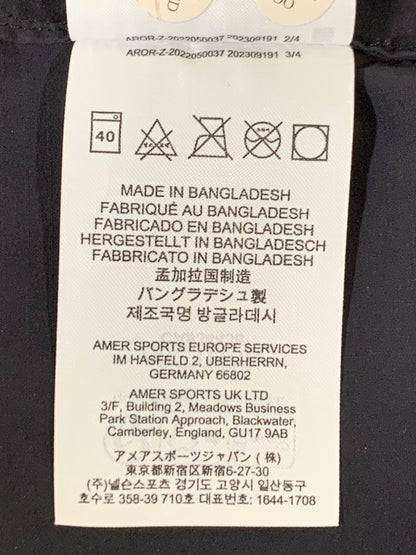 AROR-Z-2022050037 202309191 2/4
AROR-Z-2022050037 202309191 3/4
40
MADE IN BANGLADESH
FABRIQUÉ AU BANGLADESH
FABRICADO EN BANGLADESH
HERGESTELLT IN BANGLADESCH
FABBRICATO IN BANGLADESH
孟加拉国制造
バングラデシュ製
제조국명 방글라데시
AMER SPORTS EUROPE SERVICES
IM HASFELD 2, UBERHERRN,
GERMANY 66802
AMER SPORTS UK LTD
3/F, Building 2, Meadows Business
Park Station Approach, Blackwater,
Camberley, England, GU17 9AB
アメアスポーツジャパン (株)
東京都新宿区新宿6-27-30
(주)넬슨스포츠 경기도 고양시 일산동구
호수로 358-39 710호 대표번호: 1644-1708